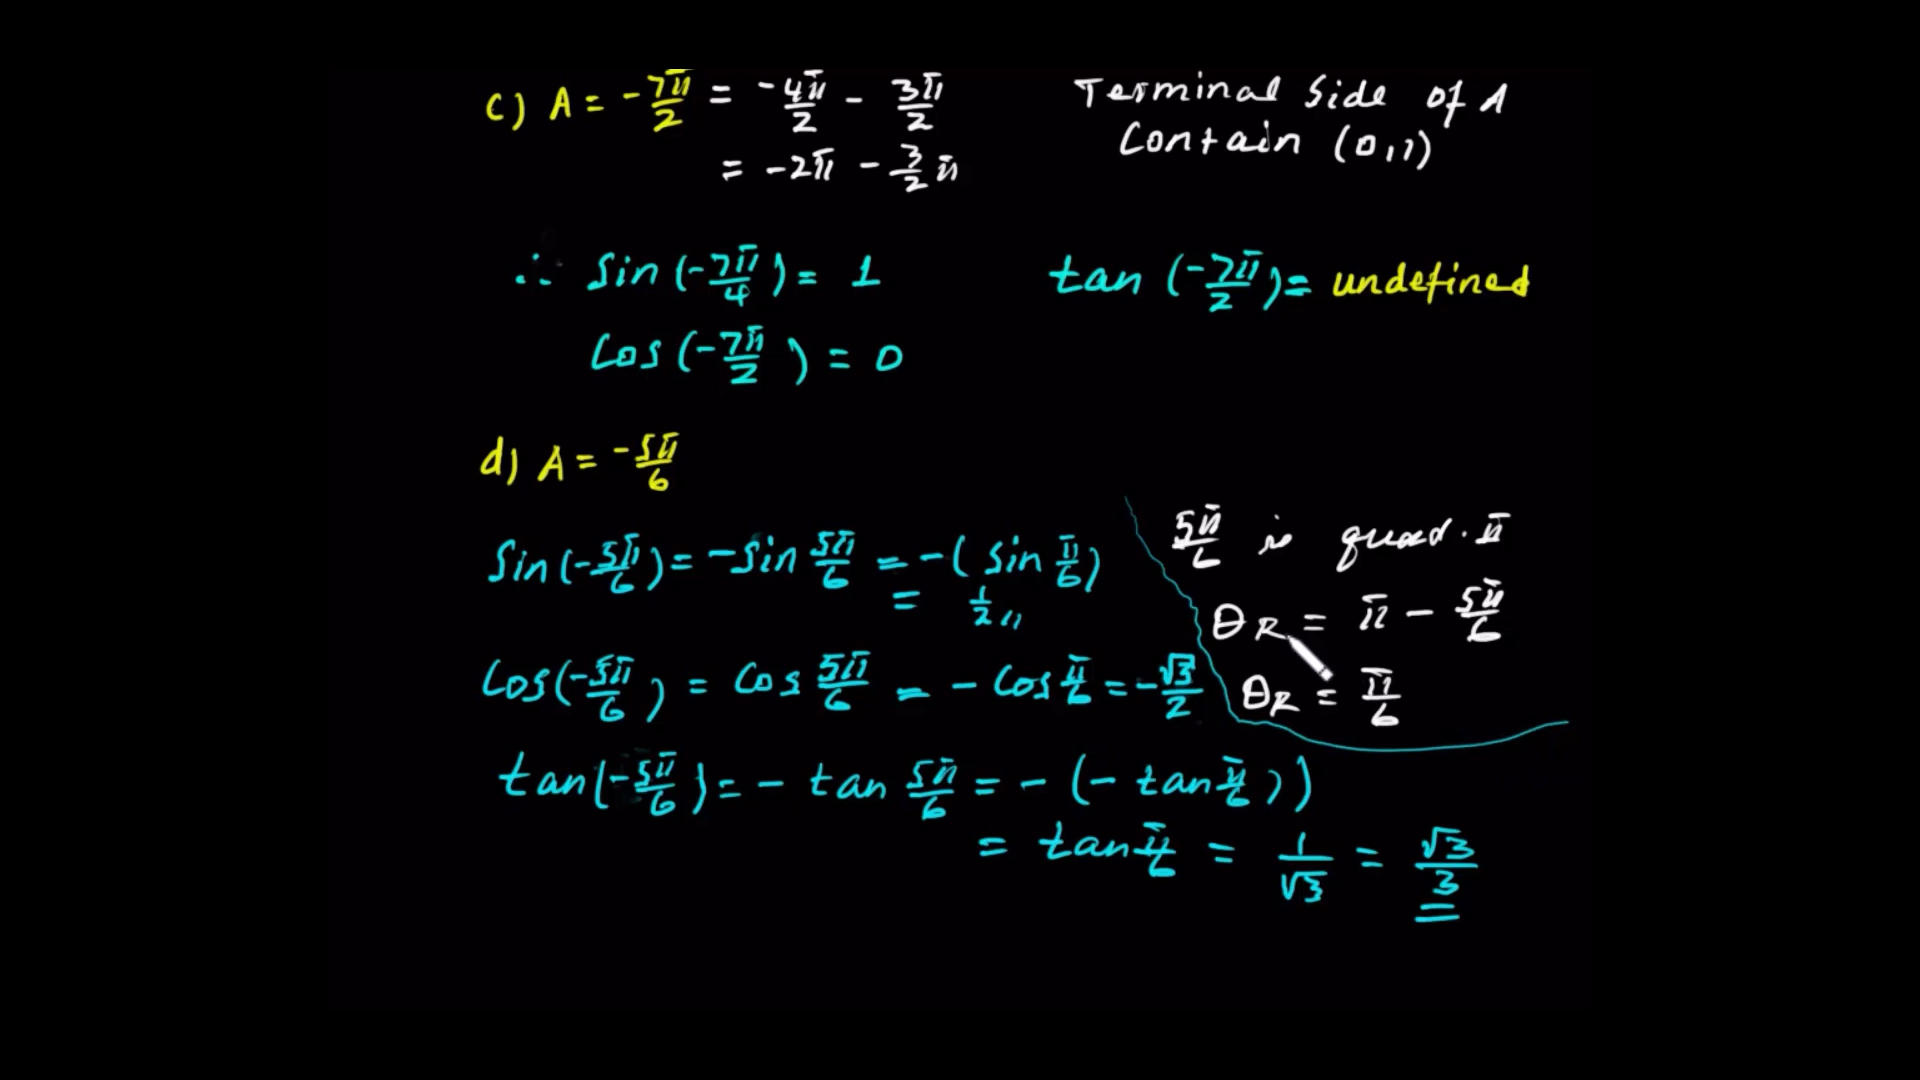 c) A = -7π/2 = -4π/2 - 3π/2
= -2π - 3/2 π
Terminal Side of A
Contain (0,1)
∴ Sin (-7π/4) = 1
tan (-7π/2) = undefined
Cos (-7π/2) = 0
d) A = -5π/6
Sin (-5π/6) = -Sin 5π/6 = -( Sin π/6)
= 1/2 //
Cos(-5π/6) = Cos 5π/6 = - Cos π/6 = -√3/2
tan(-5π/6) = - tan 5π/6 = - (- tan π/6))
= tan π/6 = 1/√3 = √3/3
5π/6 is quad. II
θR = π - 5π/6
θR = π/6